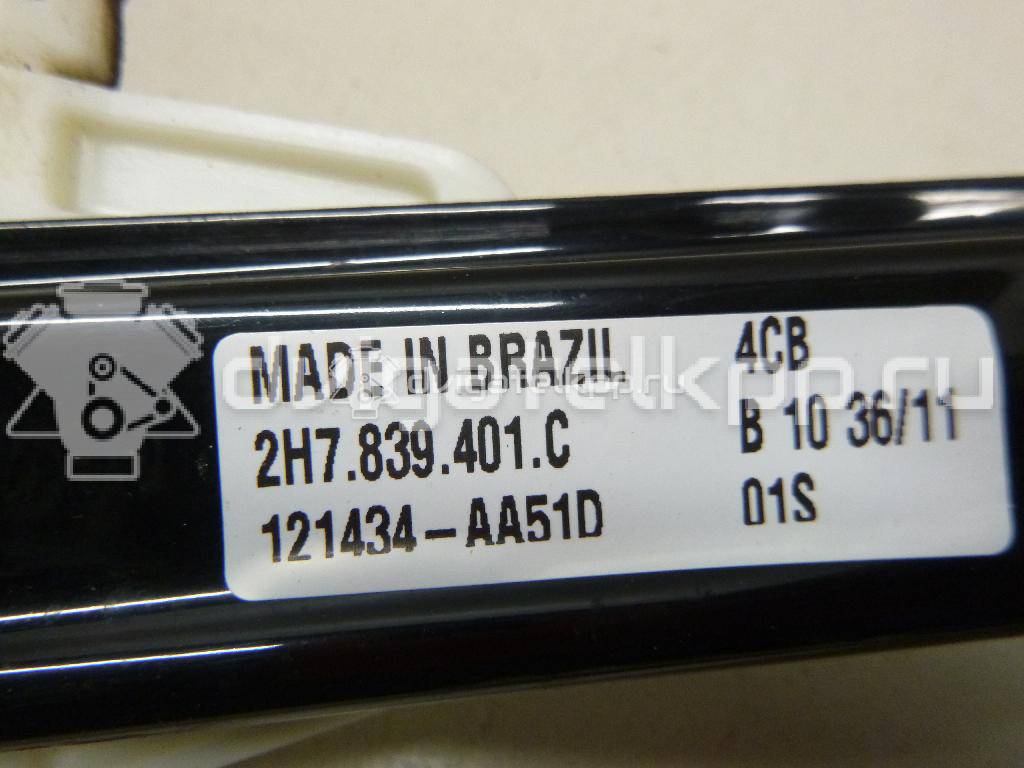 MADE IN BRAZIL 4CB
2H7.839.401.C B 10 36/11
121434-AA51D 01S
dvigatelkpp.ru